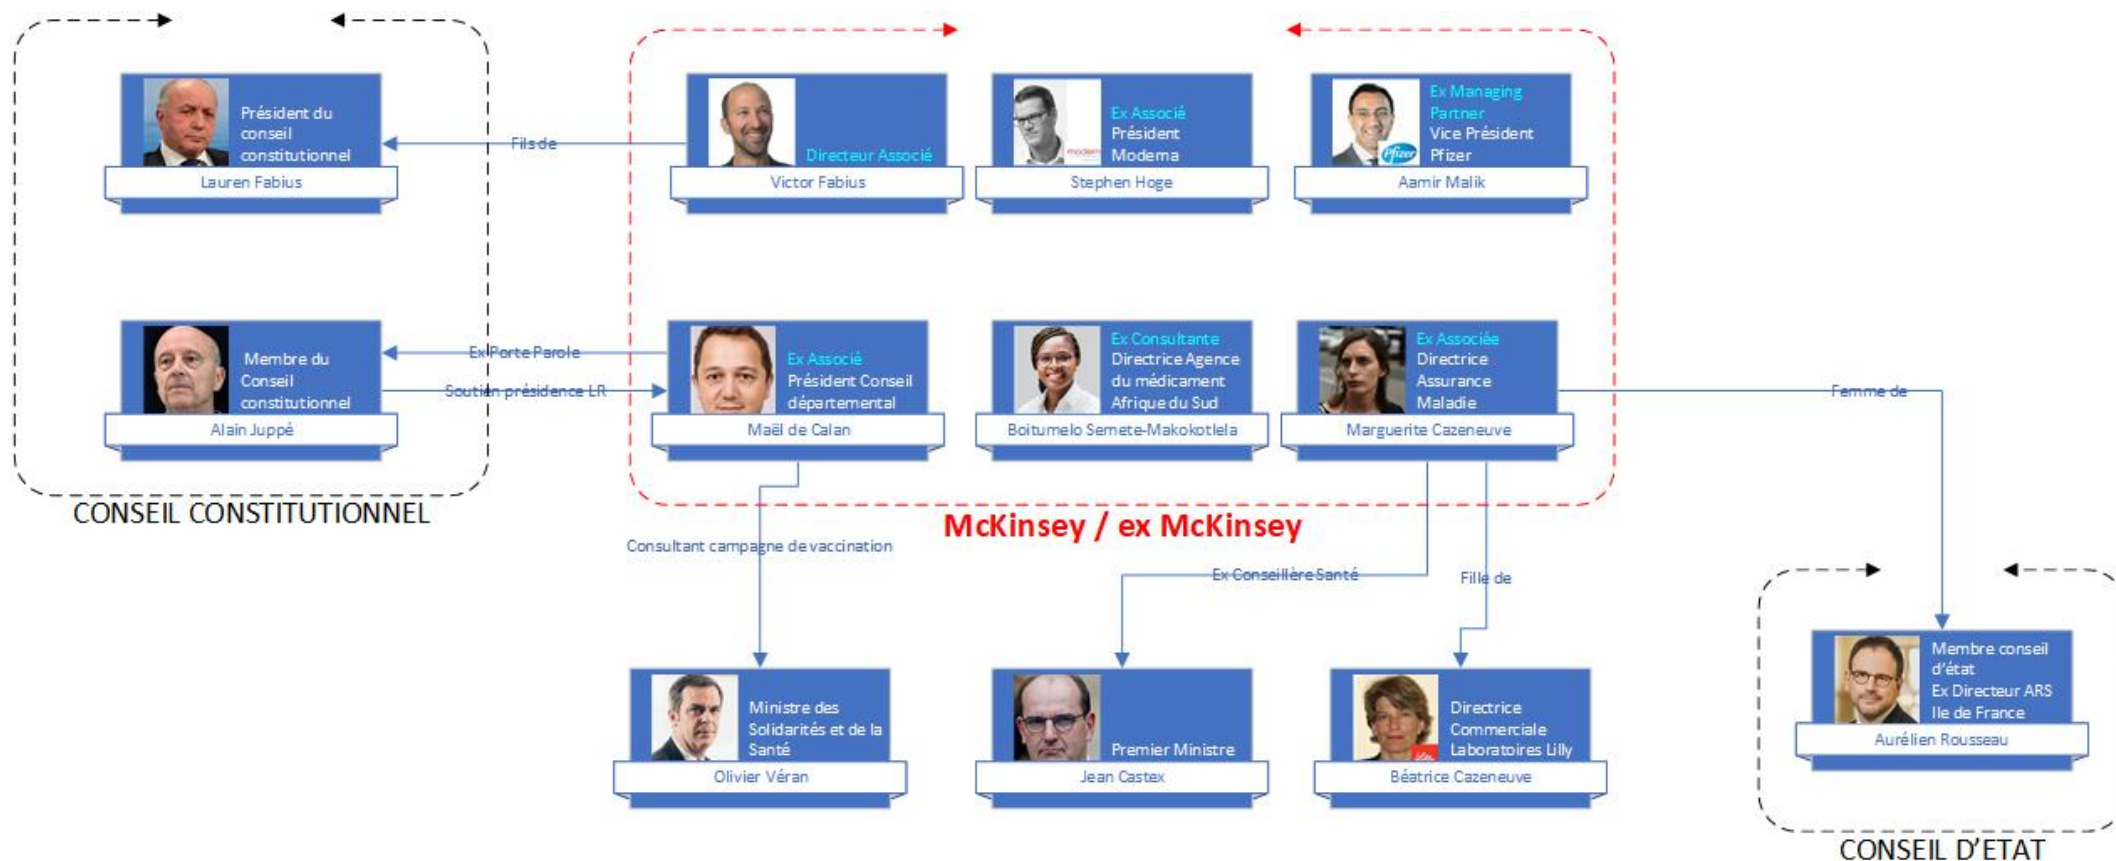 Président du
conseil
constitutionnel
Lauren Fabius
Fils de
Directeur Associé
Victor Fabius
Ex Associé
Président
Moderna
moderna
Stephen Hoge
Ex Managing
Partner
Vice Président
Pfizer
Pfizer
Aamir Malik
Membre du
Conseil
constitutionnel
Alain Juppé
Ex Porte Parole
Soutien présidence LR
Ex Associé
Président Conseil
départemental
Maël de Calan
Ex Consultante
Directrice Agence
du médicament
Afrique du Sud
Boitumelo Semete-Makokotlela
Ex Associée
Directrice
Assurance
Maladie
Marguerite Cazeneuve
Femme de
CONSEIL CONSTITUTIONNEL
McKinsey / ex McKinsey
Consultant campagne de vaccination
Ex Conseillère Santé
Fille de
Ministre des
Solidarités et de la
Santé
Olivier Véran
Premier Ministre
Jean Castex
Directrice
Commerciale
Laboratoires Lilly
Béatrice Cazeneuve
Membre conseil
d'état
Ex Directeur ARS
Ile de France
Aurélien Rousseau
CONSEIL D'ETAT